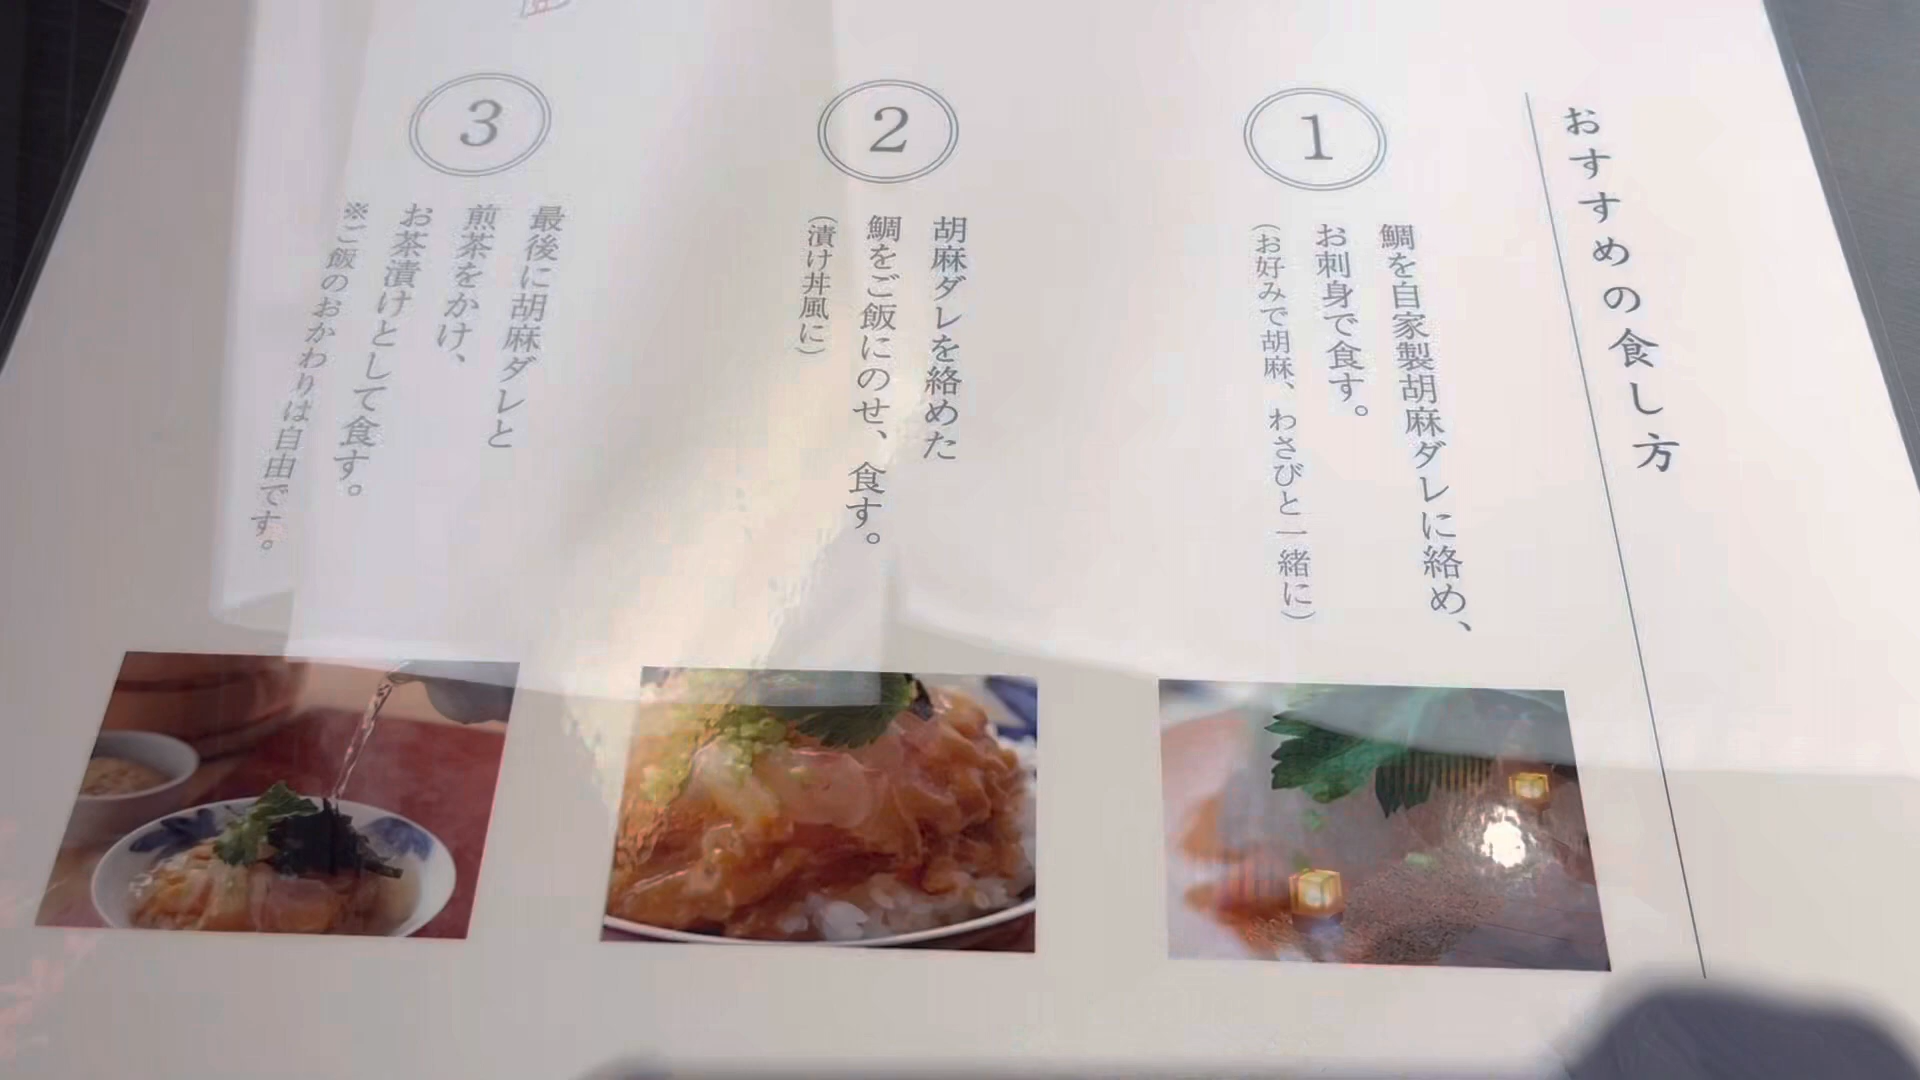 おすすめの食し方
1
鯛を自家製胡麻ダレに絡め、
お刺身で食す。
(お好みで胡麻、わさびと一緒に)
2
胡麻ダレを絡めた
鯛をご飯にのせ、食す。
(漬け丼風に)
3
最後に胡麻ダレと
煎茶をかけ、
お茶漬けとして食す。
※ご飯のおかわりは自由です。